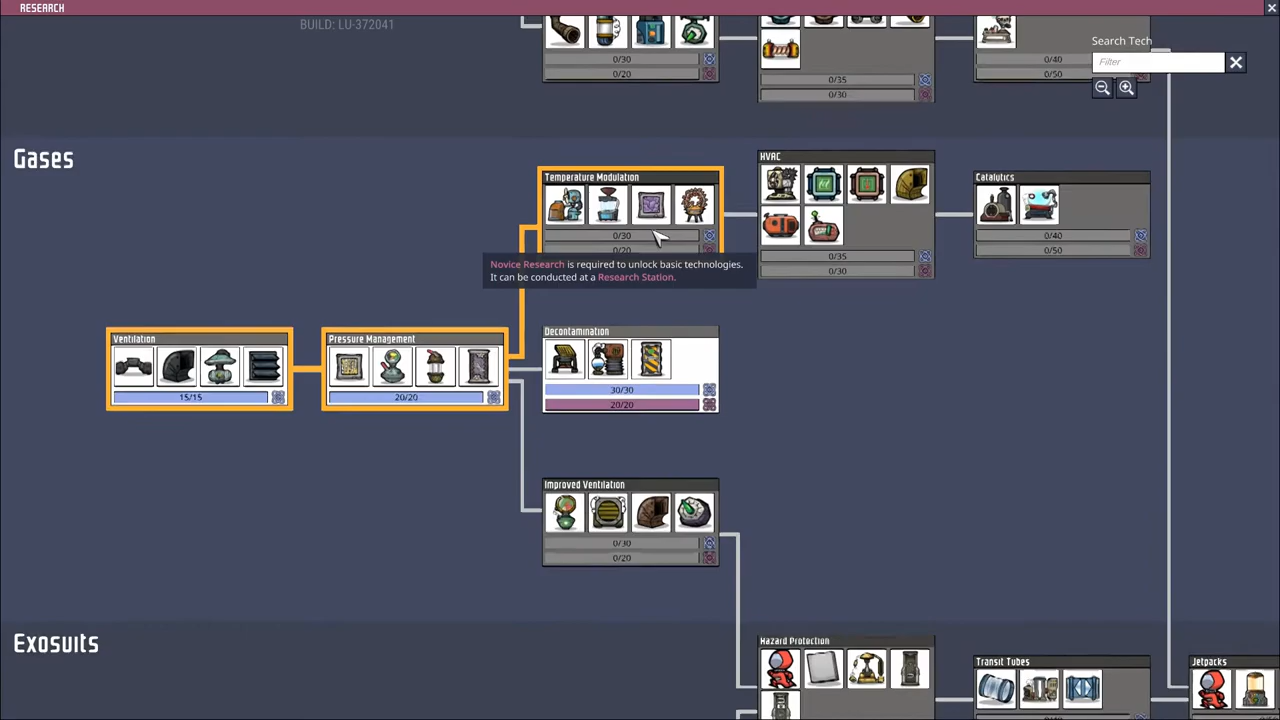 RESEARCH
BUILD: LU-372041
Search Tech
Filter
0/30
0/20
0/35
0/30
0/40
0/50
Gases
Temperature Modulation
0/30
0/20
HVAC
0/35
0/30
Catalytics
0/40
0/50
Novice Research is required to unlock basic technologies.
It can be conducted at a Research Station.
Ventilation
15/15
Pressure Management
20/20
Decontamination
30/30
20/20
Improved Ventilation
0/30
0/20
Exosuits
Hazard Protection
Transit Tubes
Jetpacks